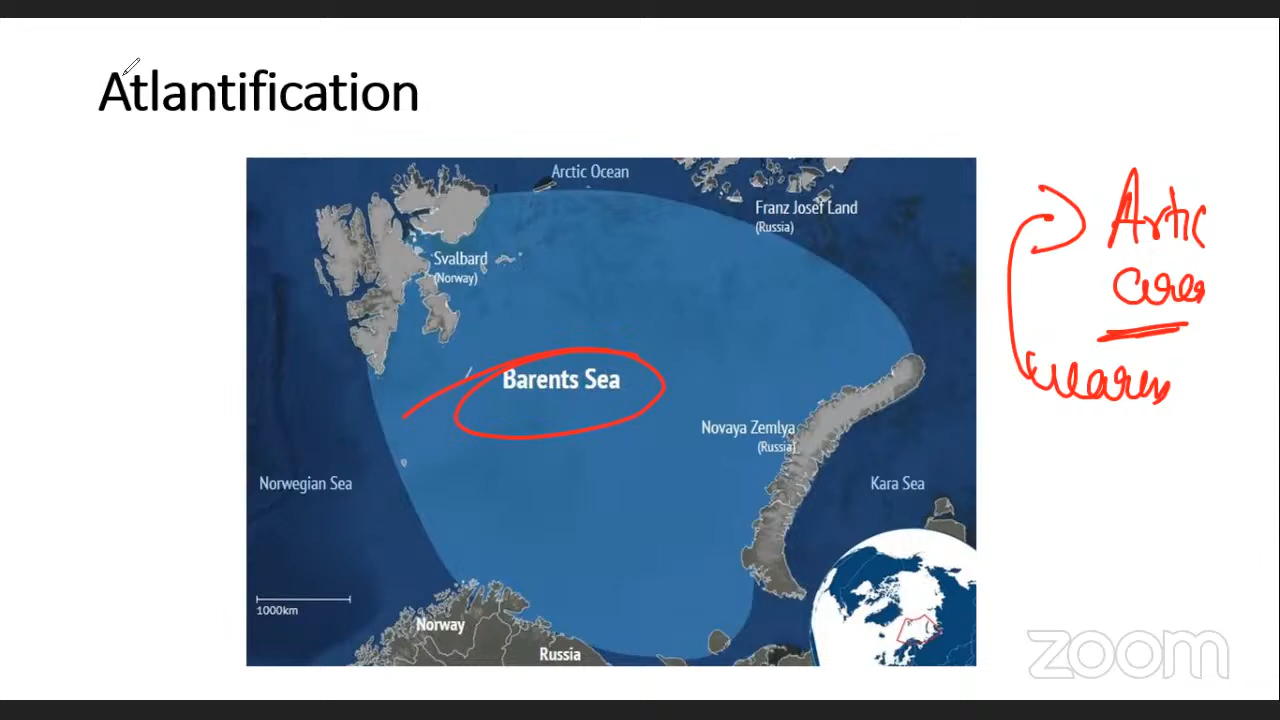 Atlantification
Arctic Ocean
Franz Josef Land
(Russia)
Svalbard
(Norway)
Barents Sea
Novaya Zemlya
(Russia)
Norwegian Sea
Kara Sea
1000km
Norway
Russia
Artic
zoom